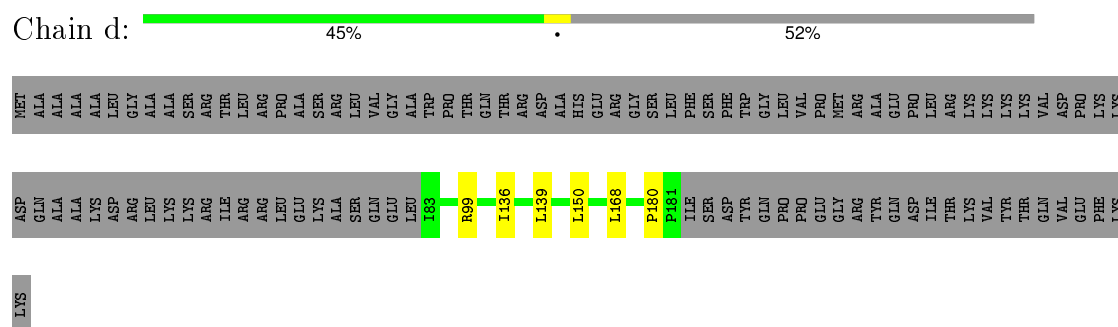 Chain d:
45%
•
52%
MET ALA ALA ALA ALA LEU GLY ALA ALA SER ARG THR LEU ARG PRO ALA SER ARG LEU VAL GLY ALA TRP PRO THR GLN THR ARG ASP ALA HIS GLU ARG GLY SER LEU PHE SER PHE TRP GLY LEU VAL PRO MET ARG ALA GLU PRO LEU ARG LYS LYS LYS LYS VAL ASP PRO LYS LYS
ASP GLN ALA ALA LYS ASP ARG LEU LYS LYS ARG ILE ARG ARG LEU GLU LYS ALA SER GLN GLU LEU I83 R99 I136 L139 L150 L168 P180 P181 ILE SER ASP TYR GLN PRO PRO GLU GLY ARG TYR GLN ASP ILE THR LYS VAL TYR THR GLN VAL GLU PHE LYS
LYS